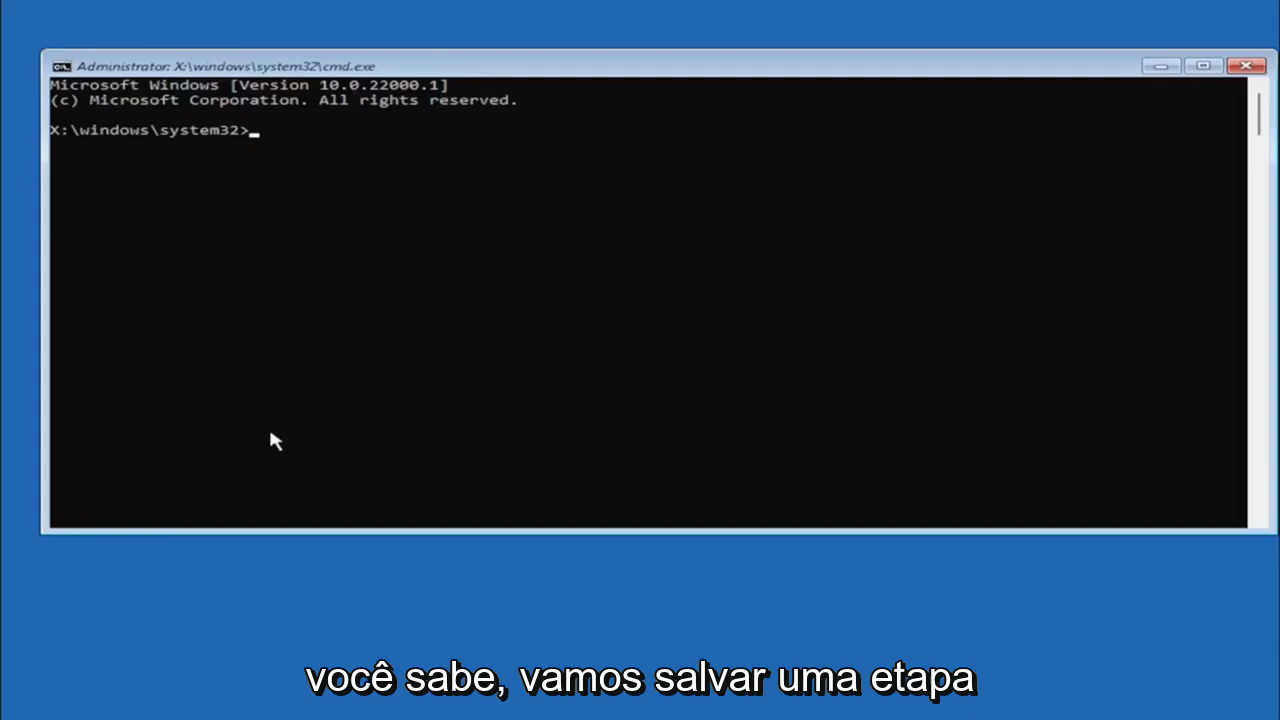 Administrator: X:\windows\system32\cmd.exe
Microsoft Windows [Version 10.0.22000.1]
(c) Microsoft Corporation. All rights reserved.
X:\windows\system32>
você sabe, vamos salvar uma etapa